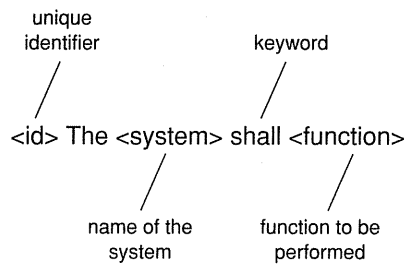 unique
identifier
keyword
<id> The <system> shall <function>
name of the
system
function to be
performed